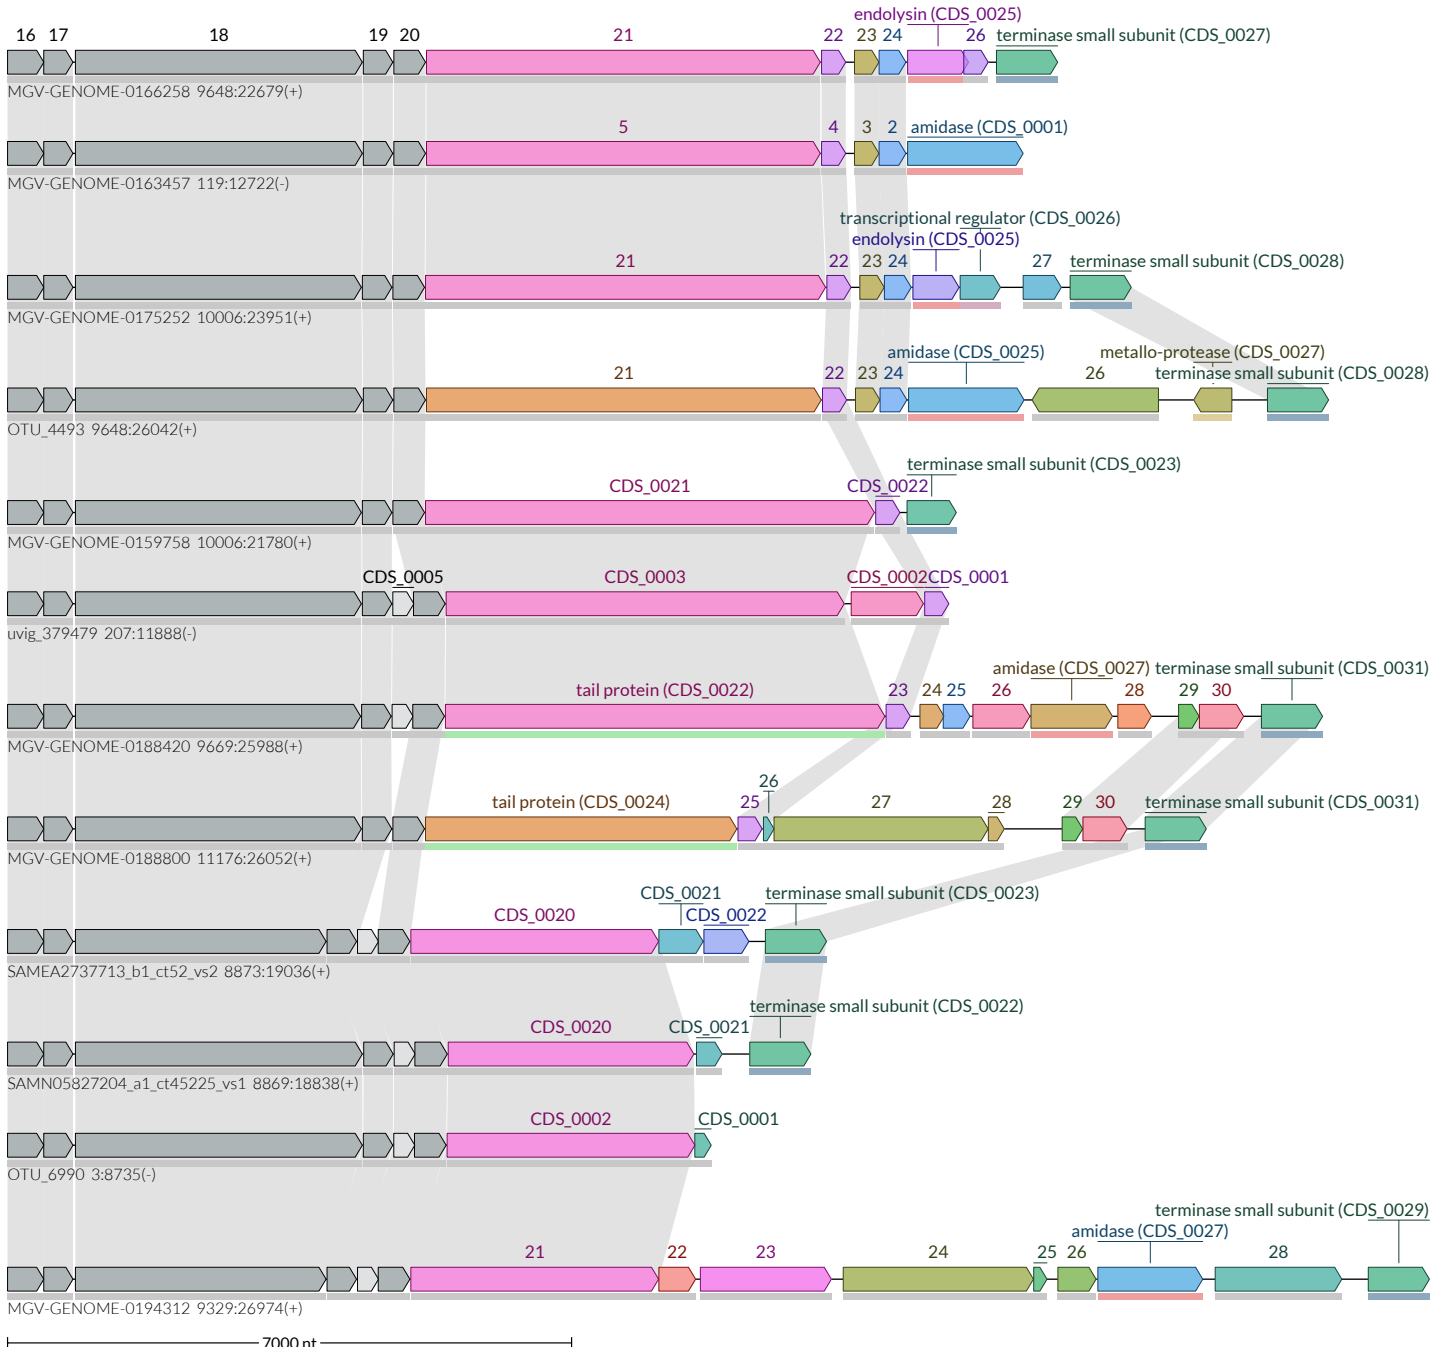 endolysin (CDS_0025)
16 17 18 19 20 21 22 23 24 26 terminase small subunit (CDS_0027)
MGV-GENOME-0166258 9648:22679(+)
5 4 3 2 amidase (CDS_0001)
MGV-GENOME-0163457 119:12722(-)
transcriptional regulator (CDS_0026)
endolysin (CDS_0025)
21 22 23 24 27 terminase small subunit (CDS_0028)
MGV-GENOME-0175252 10006:23951(+)
amidase (CDS_0025) metallo-protease (CDS_0027)
21 22 23 24 26 terminase small subunit (CDS_0028)
OTU_4493 9648:26042(+)
terminase small subunit (CDS_0023)
CDS_0021 CDS_0022
MGV-GENOME-0159758 10006:21780(+)
CDS_0005 CDS_0003 CDS_0002 CDS_0001
uvig_379479 207:11888(-)
amidase (CDS_0027) terminase small subunit (CDS_0031)
tail protein (CDS_0022) 23 24 25 26 28 29 30
MGV-GENOME-0188420 9669:25988(+)
26
tail protein (CDS_0024) 25 27 28 29 30 terminase small subunit (CDS_0031)
MGV-GENOME-0188800 11176:26052(+)
CDS_0021 terminase small subunit (CDS_0023)
CDS_0020 CDS_0022
SAMEA2737713_b1_ct52_vs2 8873:19036(+)
terminase small subunit (CDS_0022)
CDS_0020 CDS_0021
SAMN05827204_a1_ct45225_vs1 8869:18838(+)
CDS_0002 CDS_0001
OTU_6990 3:8735(-)
terminase small subunit (CDS_0029)
amidase (CDS_0027)
21 22 23 24 25 26 28
MGV-GENOME-0194312 9329:26974(+)
7000 nt